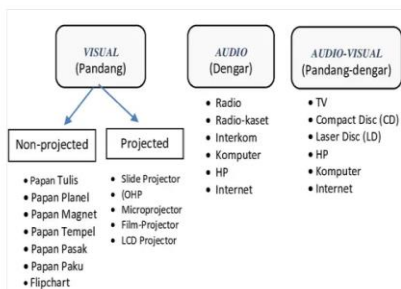 VISUAL
(Pandang)
Non-projected
• Papan Tulis
• Papan Planel
• Papan Magnet
• Papan Tempel
• Papan Pasak
• Papan Paku
• Flipchart
Projected
• Slide Projector
• (OHP
• Microprojector
• Film-Projector
• LCD Projector
AUDIO
(Dengar)
• Radio
• Radio-kaset
• Interkom
• Komputer
• HP
• Internet
AUDIO-VISUAL
(Pandang-dengar)
• TV
• Compact Disc (CD)
• Laser Disc (LD)
• HP
• Komputer
• Internet